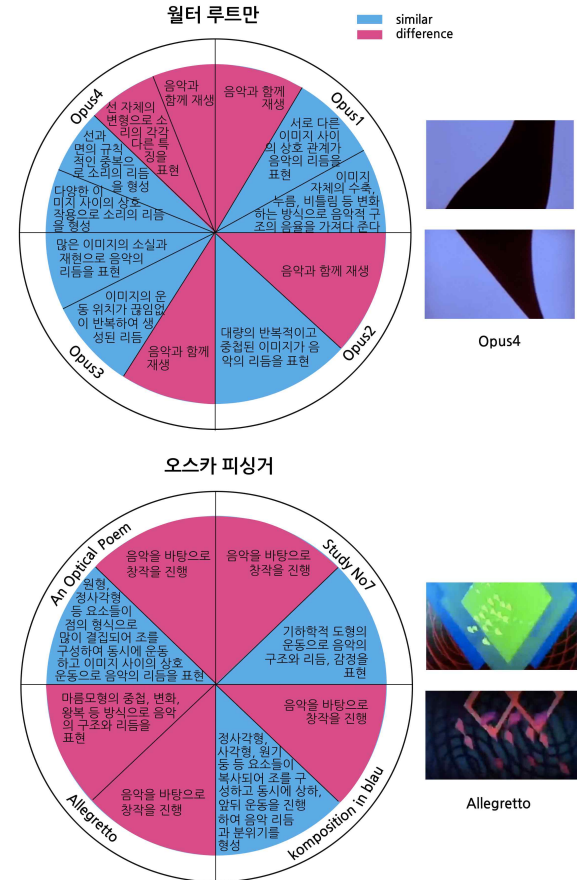 월터 루트만
similar
difference
음악과 함께
재생
Opus1
서로 다른
이미지 사이
의 상호 관계가
음악의 리듬을
표현
이미지
자체의 수축,
누름, 비틀림 등 변화
하는 방식으로 음악적 구
조의 음율을 가져다 준다
음악과 함께 재생
Opus2
대량의 반복적이고
중첩된 이미지가 음
악의 리듬을 표현
음악과 함께
재생
Opus3
이미지의 운
동 위치가 끊임없
이 반복하여 생
성된 리듬
많은 이미지의 소실과
재현으로 음악의
리듬을 표현
다양한 이
미지 사이의 상호
작용으로 소리의 리듬
을 형성
선과
면의 규칙
적인 중복으
로 소리의 리듬
을 형성
Opus4
선 자체의
변형으로 소
리의 각각
다른 특
징을
표현
음악과
함께 재생
Opus4
오스카 피싱거
음악을 바탕으로
창작을 진행
Study No7
기하학적 도형의
운동으로 음악의
구조와 리듬, 감정을
표현
음악을 바탕으로
창작을 진행
komposition in blau
정사각형,
사각형, 원기
둥 등 요소들이
복사되어 조를 구
성하고 동시에 상하,
앞뒤 운동을 진행
하여 음악 리듬
과 분위기를
형성
음악을 바탕으로
창작을 진행
Allegretto
마름모형의 중첩, 변화,
왕복 등 방식으로 음악
의 구조와 리듬을
표현
원형,
정사각형
등 요소들이
점의 형식으로
많이 결집되어 조를
구성하여 동시에 운동
하고 이미지 사이의 상호
운동으로 음악의 리듬을 표현
An Optical Poem
음악을 바탕으로
창작을 진행
Allegretto